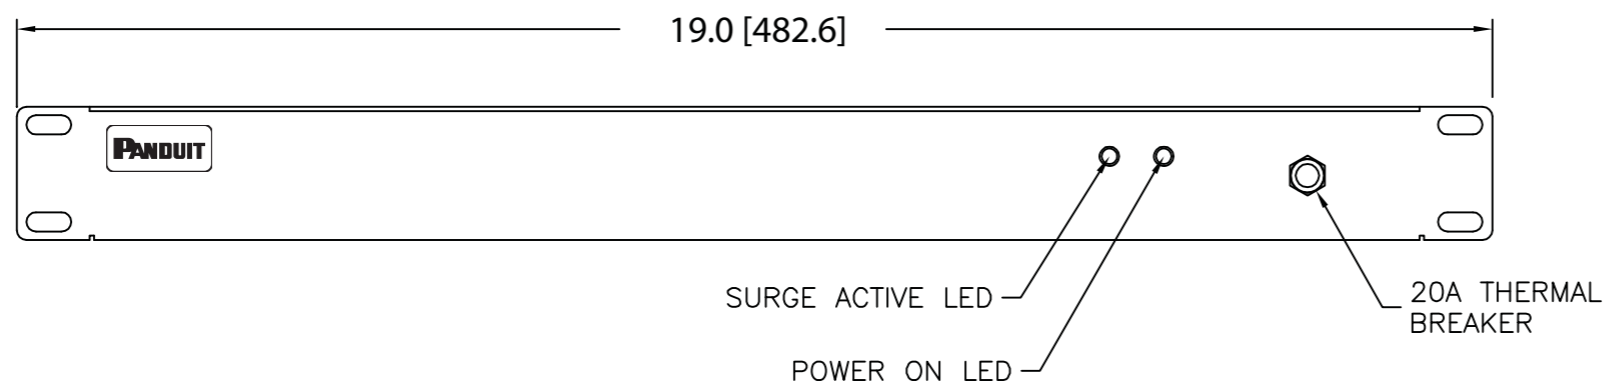 19.0 [482.6]
PANDUIT
SURGE ACTIVE LED
POWER ON LED
20A THERMAL
BREAKER